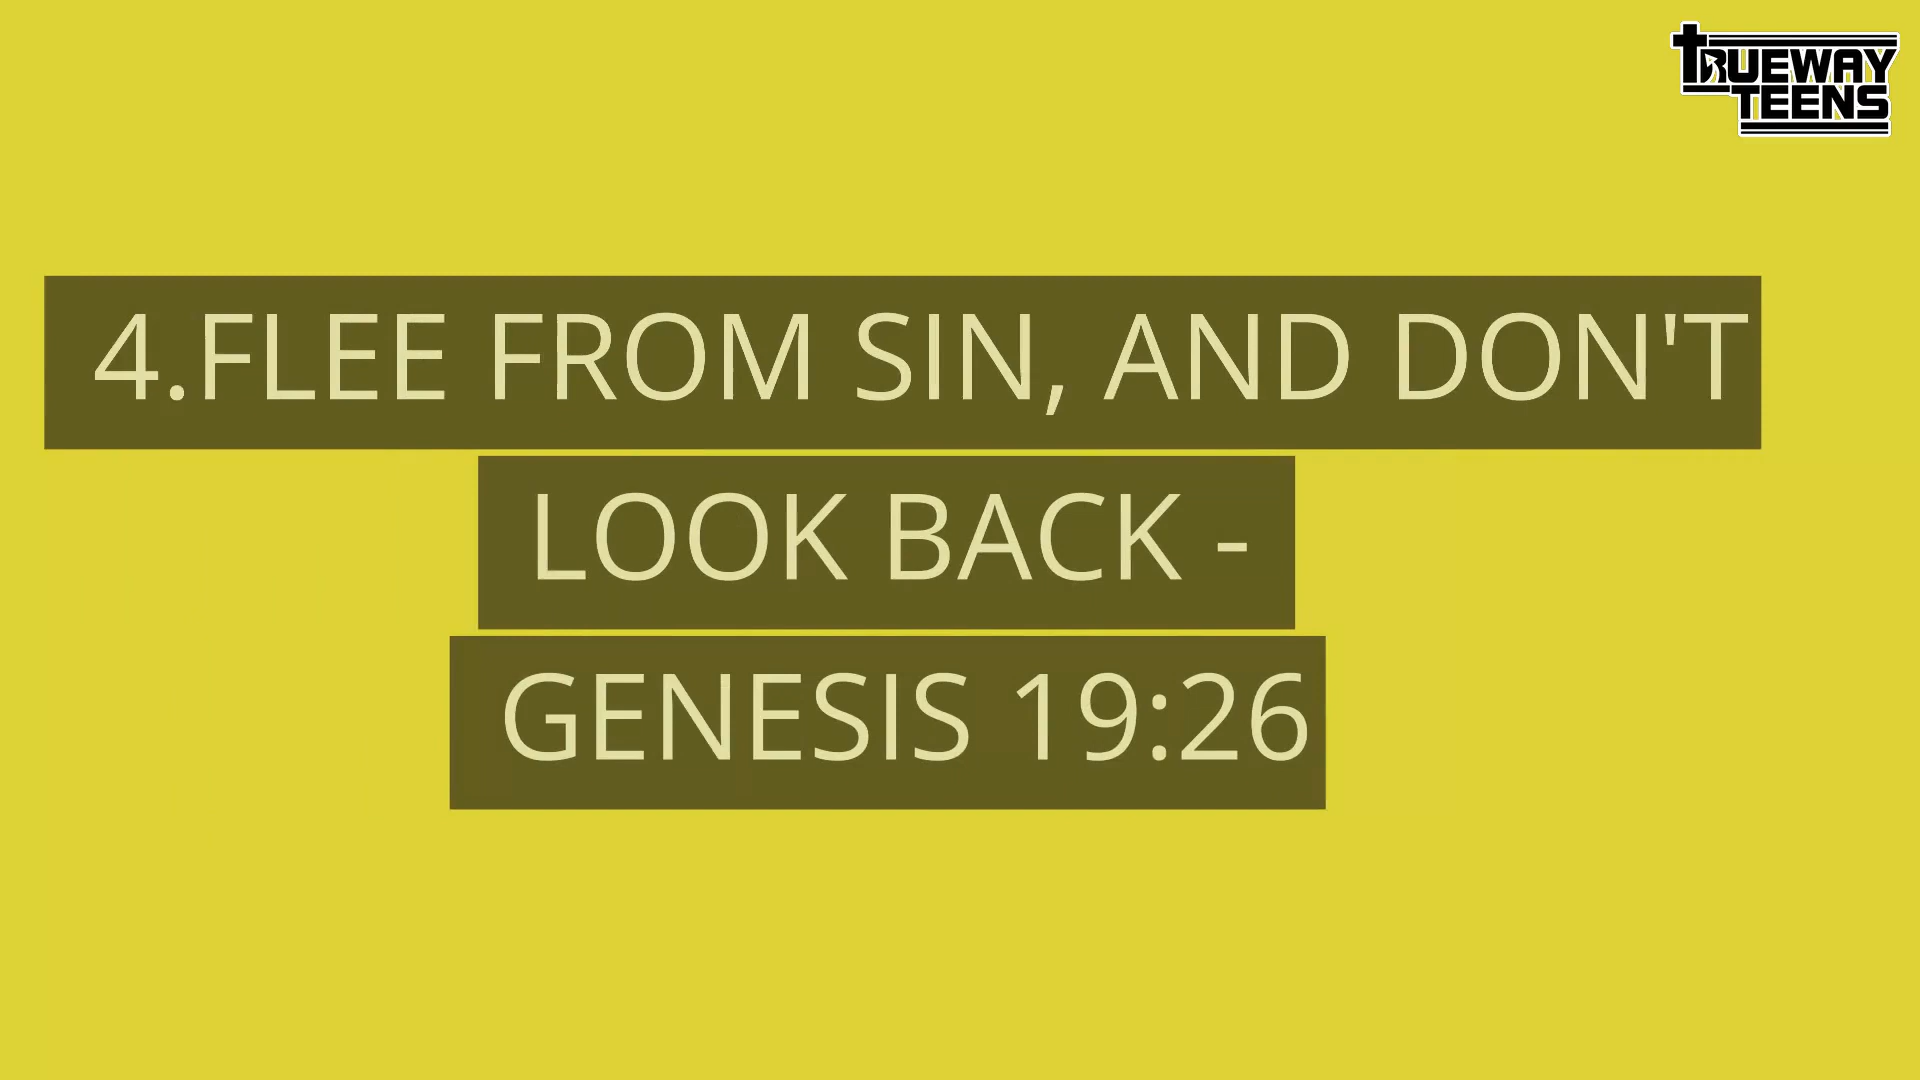 TRUEWAY
TEENS
4.FLEE FROM SIN, AND DON'T
LOOK BACK -
GENESIS 19:26